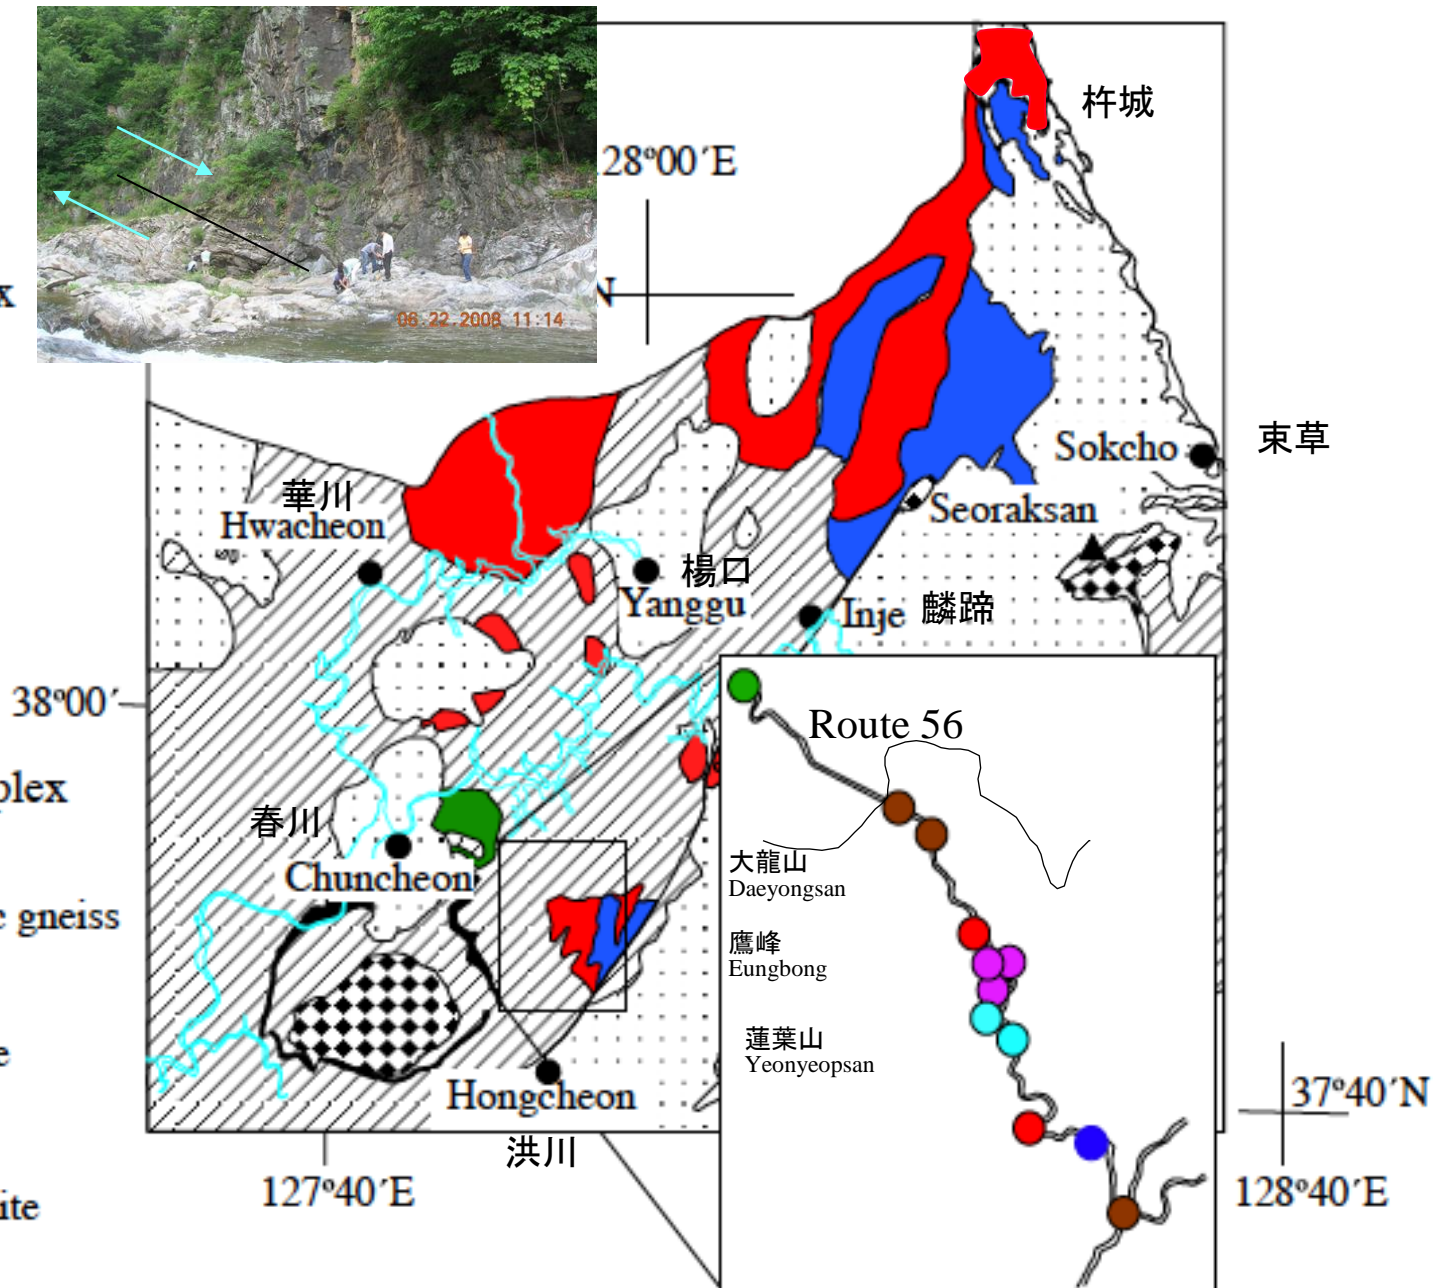 06.22.2008 11:14
杵城
28°00´E
x
N
Sokcho
束草
華川
Hwacheon
Seoraksan
楊口
Yanggu
Inje
麟蹄
38°00´
Route 56
plex
春川
大龍山
Daeyongsan
Chuncheon
c gneiss
鷹峰
Eungbong
蓮葉山
Yeonyeopsan
e
Hongcheon
37°40´N
洪川
127°40´E
128°40´E
ite